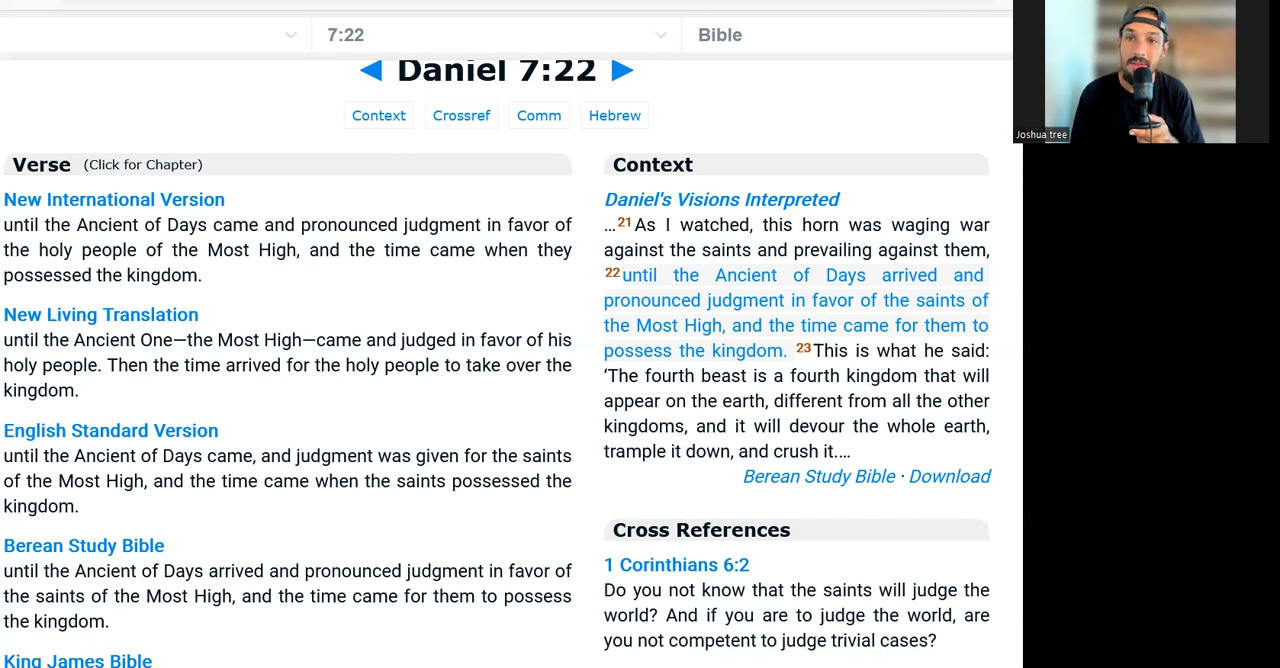 7:22
Bible
Daniel 7:22
Context
Crossref
Comm
Hebrew
Verse (Click for Chapter)
New International Version
until the Ancient of Days came and pronounced judgment in favor of
the holy people of the Most High, and the time came when they
possessed the kingdom.
New Living Translation
until the Ancient One—the Most High—came and judged in favor of his
holy people. Then the time arrived for the holy people to take over the
kingdom.
English Standard Version
until the Ancient of Days came, and judgment was given for the saints
of the Most High, and the time came when the saints possessed the
kingdom.
Berean Study Bible
until the Ancient of Days arrived and pronounced judgment in favor of
the saints of the Most High, and the time came for them to possess
the kingdom.
King James Bible
Context
Daniel's Visions Interpreted
…21As I watched, this horn was waging war
against the saints and prevailing against them,
22until the Ancient of Days arrived and
pronounced judgment in favor of the saints of
the Most High, and the time came for them to
possess the kingdom. 23This is what he said:
‘The fourth beast is a fourth kingdom that will
appear on the earth, different from all the other
kingdoms, and it will devour the whole earth,
trample it down, and crush it.…
Berean Study Bible · Download
Cross References
1 Corinthians 6:2
Do you not know that the saints will judge the
world? And if you are to judge the world, are
you not competent to judge trivial cases?
Joshua tree